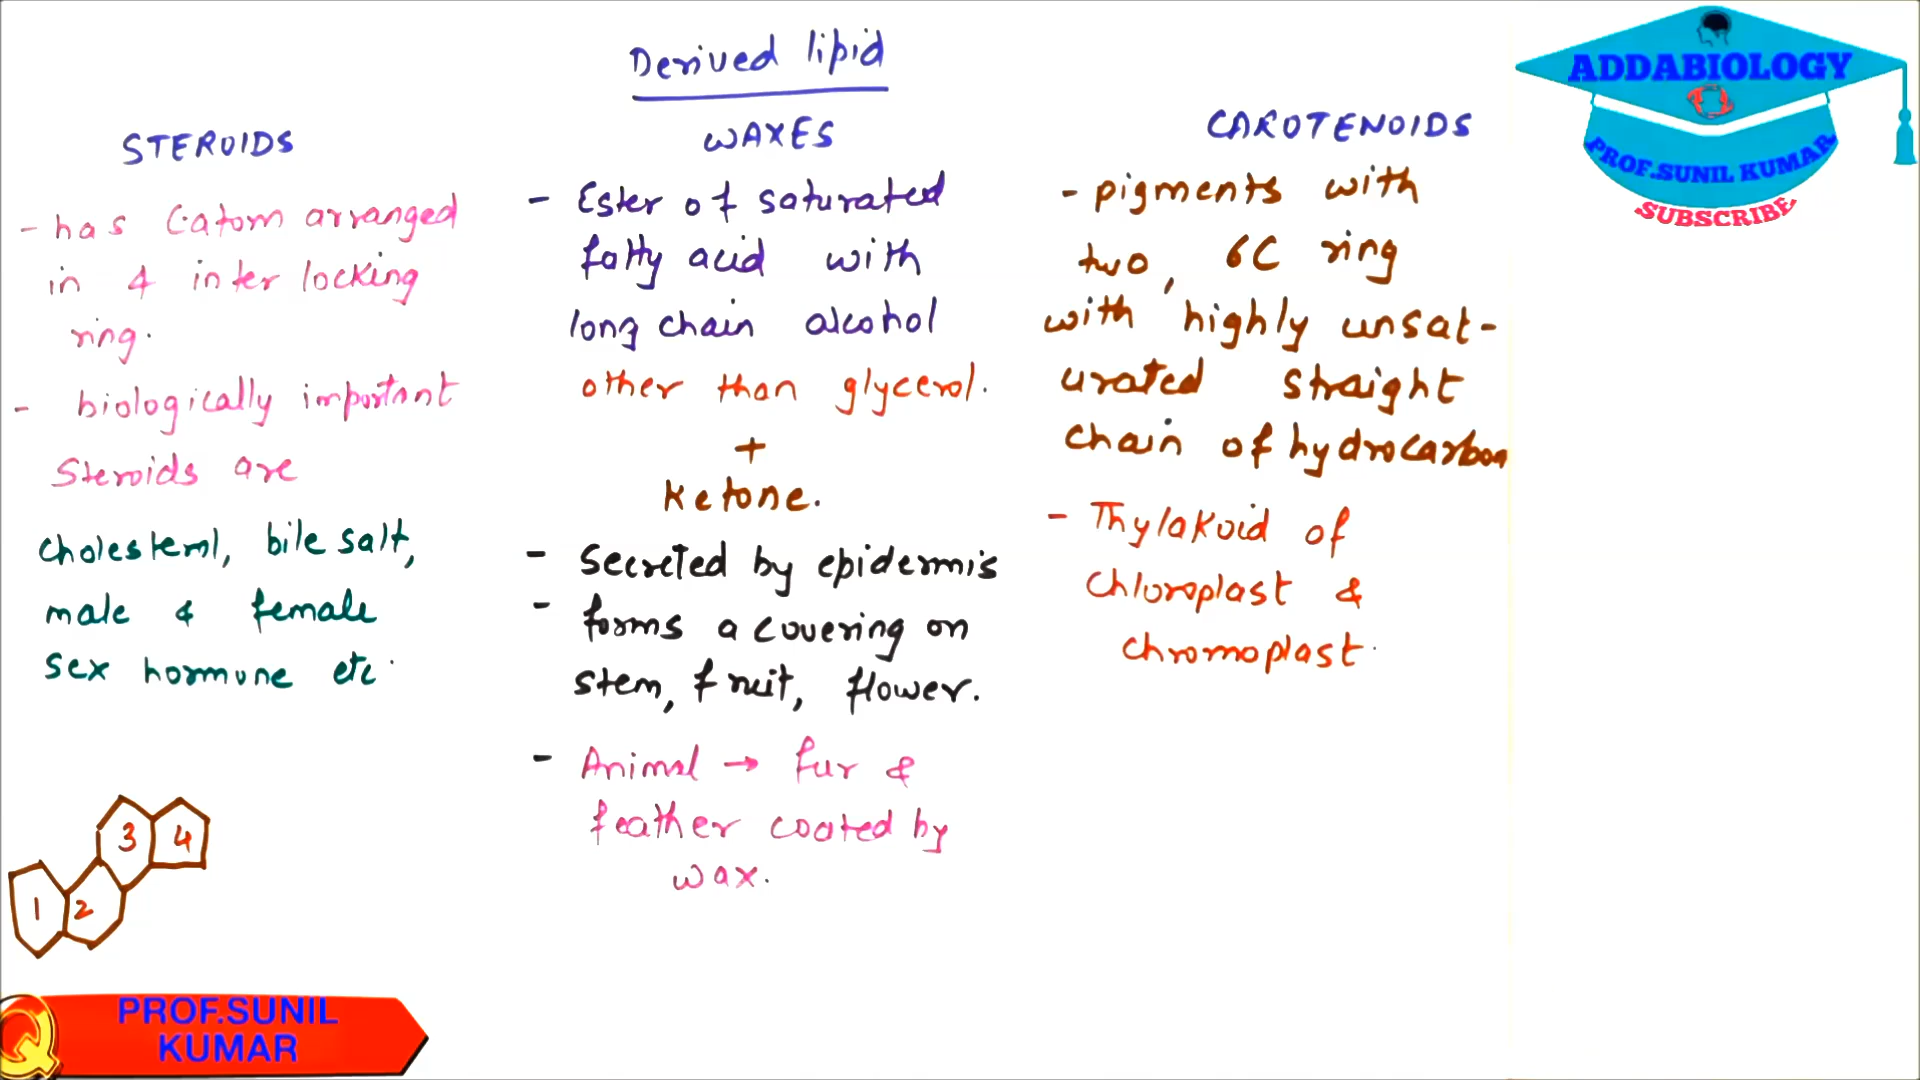 Derived lipid
STEROIDS
- has C.atom arranged
in 4 inter locking
ring.
- biologically important
Steroids are
cholesterol, bile salt,
male & female
sex hormone etc.
1
2
3
4
WAXES
- Ester of saturated
fatty acid with
long chain alcohol
other than glycerol.
+
Ketone.
- Secreted by epidermis
- forms a covering on
stem, fruit, flower.
- Animal → fur &
feather coated by
wax.
CAROTENOIDS
- pigments with
two, 6C ring
with highly unsat-
urated straight
chain of hydrocarbon
- Thylakoid of
Chloroplast &
chromoplast.
ADDABIOLOGY
PROF.SUNIL KUMAR
SUBSCRIBE
PROF.SUNIL
KUMAR